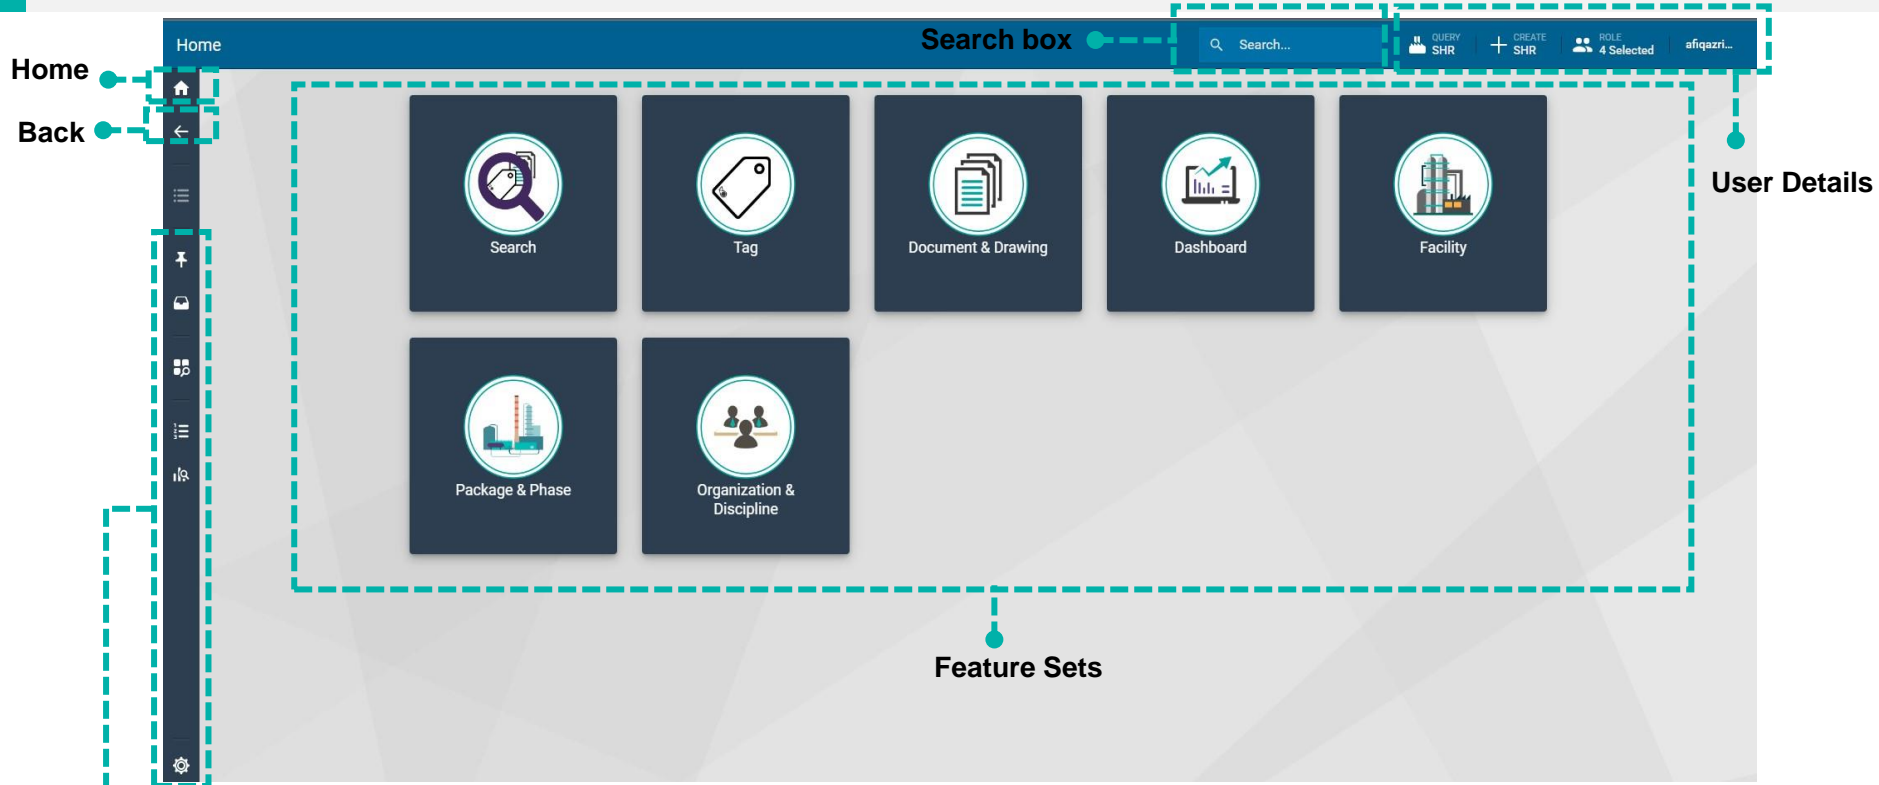 Home
Search box
Search...
QUERY
SHR
CREATE
SHR
ROLE
4 Selected
afiqazri...
Home
Back
User Details
Search
Tag
Document & Drawing
Dashboard
Facility
Package & Phase
Organization &
Discipline
Feature Sets